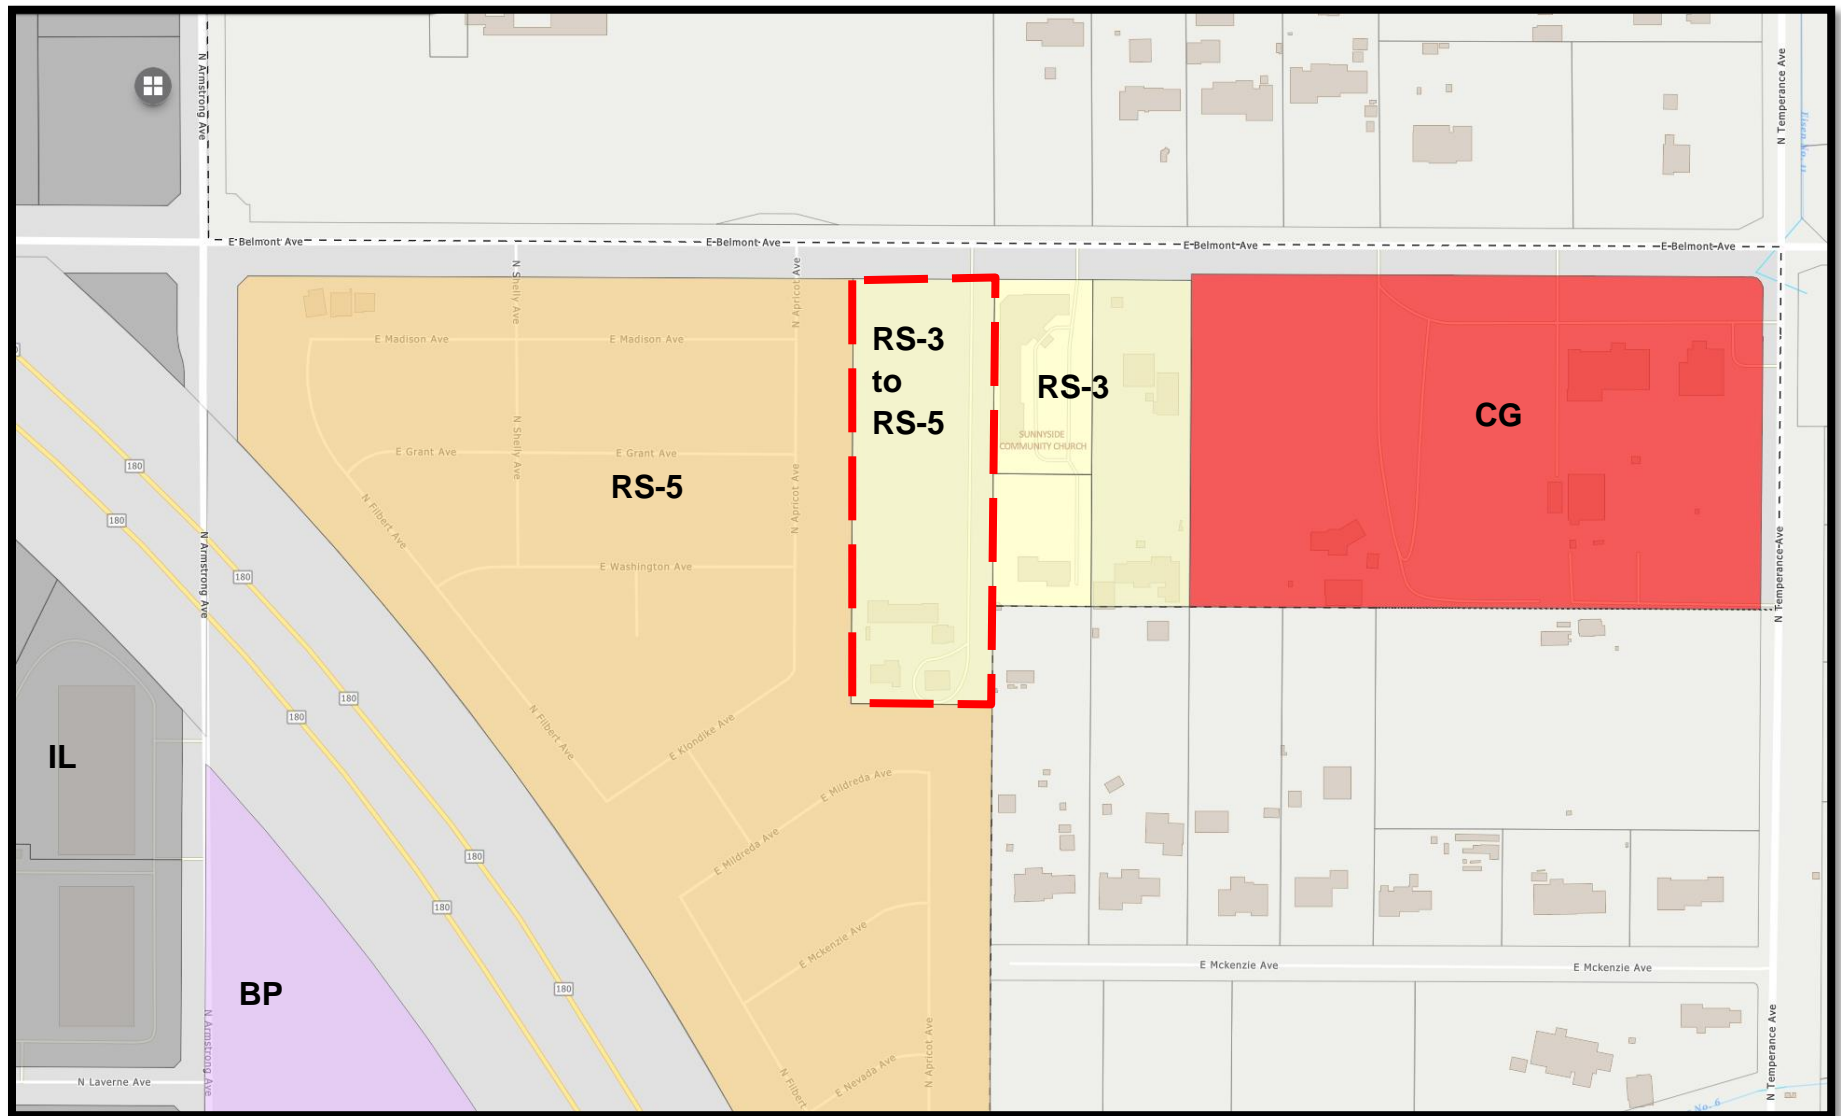 N Armstrong Ave
N Temperance Ave
E Belmont Ave
E Belmont Ave
E Belmont Ave
E Belmont Ave
N Shelly Ave
N Apricot Ave
RS-3
to
RS-5
E Madison Ave
E Madison Ave
RS-3
CG
SUNNYSIDE
COMMUNITY CHURCH
E Grant Ave
N Shelly Ave
E Grant Ave
180
RS-5
N Apricot Ave
180
N Filbert Ave
N Armstrong Ave
180
E Washington Ave
N Temperance Ave
180
180
N Filbert Ave
E Klondike Ave
IL
E Mildreda Ave
180
E Mildreda Ave
180
E Mckenzie Ave
E Mckenzie Ave
E Mckenzie Ave
BP
180
N Armstrong Ave
N Apricot Ave
N Temperance Ave
N Laverne Ave
N Filbert
E Nevada Ave
No. 6